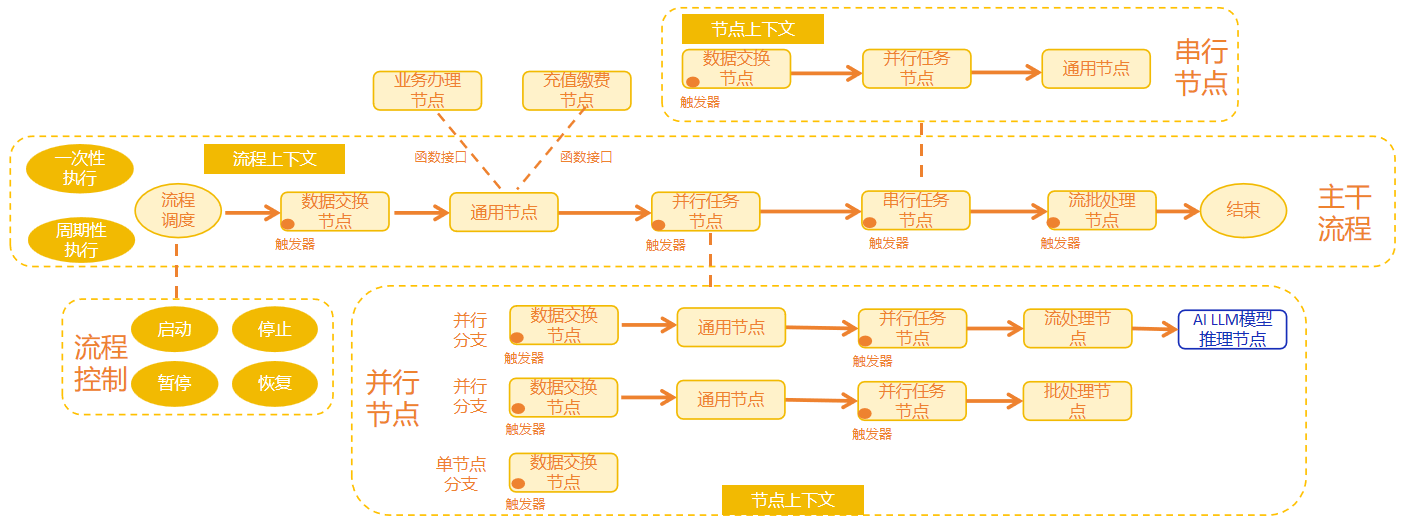 节点上下文
数据交换
节点
触发器
并行任务
节点
通用节点
串行
节点
业务办理
节点
充值缴费
节点
函数接口
函数接口
一次性
执行
周期性
执行
流程上下文
流程
调度
数据交换
节点
触发器
通用节点
并行任务
节点
触发器
串行任务
节点
触发器
流批处理
节点
触发器
结束
主干
流程
流程
控制
启动
停止
暂停
恢复
并行
节点
并行
分支
数据交换
节点
触发器
通用节点
并行任务
节点
触发器
流处理节
点
AI LLM模型
推理节点
并行
分支
数据交换
节点
触发器
通用节点
并行任务
节点
触发器
批处理节
点
单节点
分支
数据交换
节点
触发器
节点上下文